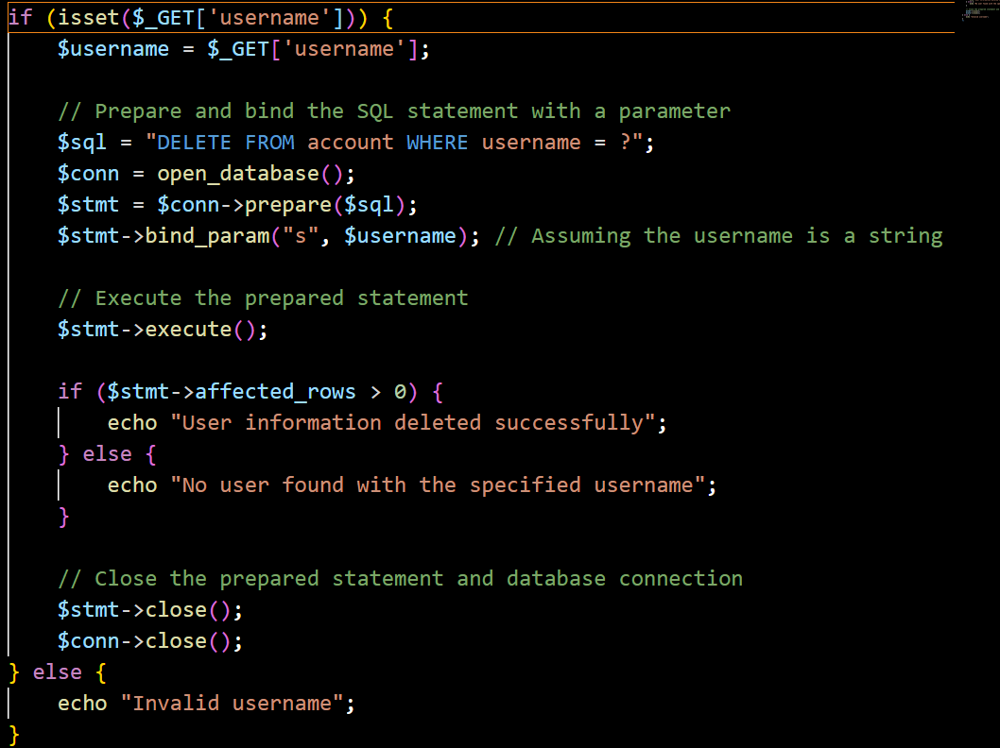 if (isset($_GET['username'])) {
$username = $_GET['username'];
// Prepare and bind the SQL statement with a parameter
$sql = "DELETE FROM account WHERE username = ?";
$conn = open_database();
$stmt = $conn->prepare($sql);
$stmt->bind_param("s", $username); // Assuming the username is a string
// Execute the prepared statement
$stmt->execute();
if ($stmt->affected_rows > 0) {
echo "User information deleted successfully";
} else {
echo "No user found with the specified username";
}
// Close the prepared statement and database connection
$stmt->close();
$conn->close();
} else {
echo "Invalid username";
}